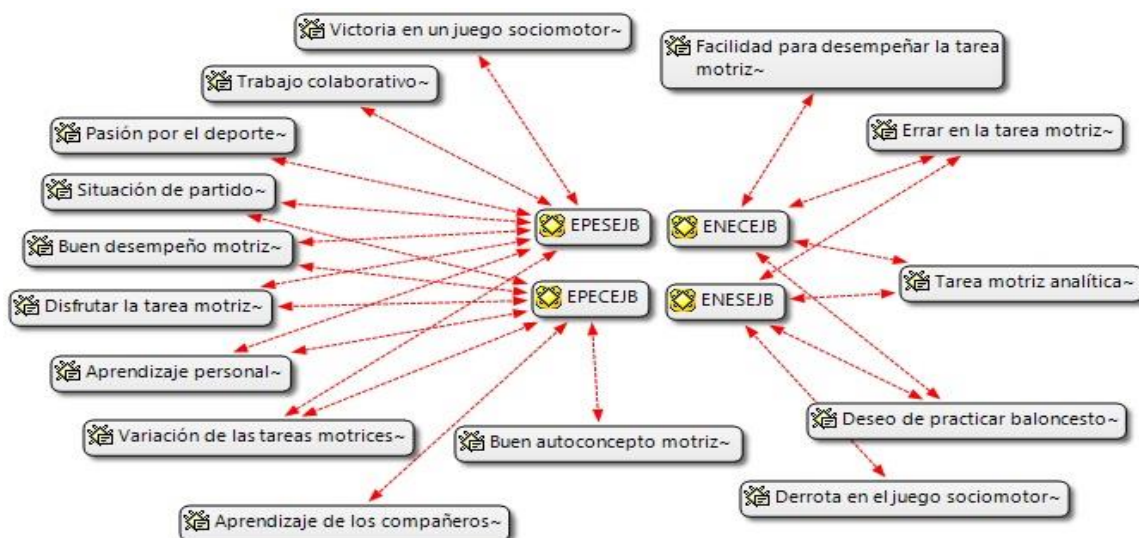 Victoria en un juego sociomotor~
Facilidad para desempeñar la tarea
motriz~
Trabajo colaborativo~
Pasión por el deporte~
Errar en la tarea motriz~
Situación de partido~
EPESEJB
ENECEJB
Buen desempeño motriz~
Tarea motriz analítica~
Disfrutar la tarea motriz~
EPECEJB
ENESEJB
Aprendizaje personal~
Variación de las tareas motrices~
Buen autoconcepto motriz~
Deseo de practicar baloncesto~
Derrota en el juego sociomotor~
Aprendizaje de los compañeros~